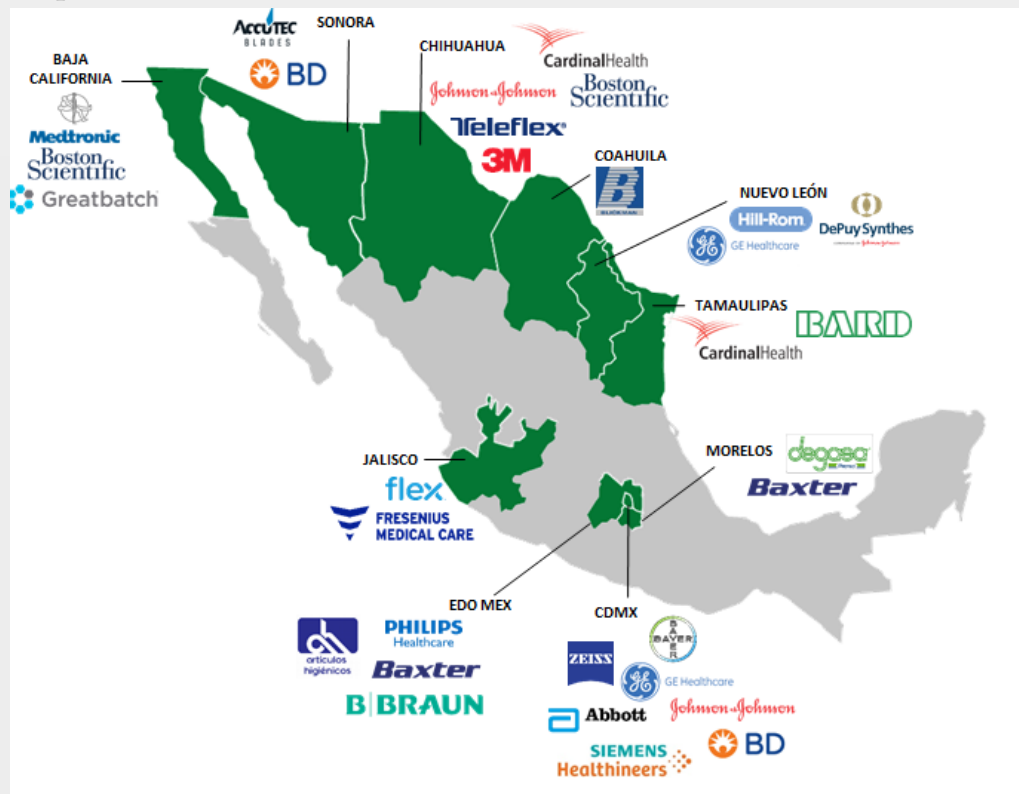 ACCUTEC
BLADES
SONORA
BD
BAJA
CALIFORNIA
Medtronic
Boston
Scientific
Greatbatch
CHIHUAHUA
CardinalHealth
Johnson & Johnson
Boston
Scientific
Teleflex®
3M
COAHUILA
B
NUEVO LEÓN
Hill-Rom
GE Healthcare
DePuy Synthes
TAMAULIPAS
CardinalHealth
BARD
JALISCO
flex
FRESENIUS
MEDICAL CARE
MORELOS
degasa
Baxter
EDO MEX
artículos
higiénicos
PHILIPS
Healthcare
Baxter
B|BRAUN
CDMX
BAYER
BAYER
ZEISS
GE Healthcare
Abbott
Johnson & Johnson
BD
SIEMENS
Healthineers